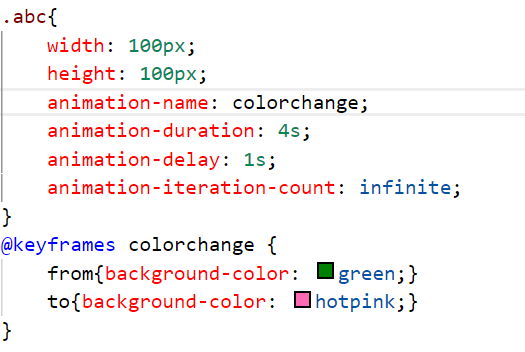 .abc{
width: 100px;
height: 100px;
animation-name: colorchange;
animation-duration: 4s;
animation-delay: 1s;
animation-iteration-count: infinite;
}
@keyframes colorchange {
from{background-color: green;}
to{background-color: hotpink;}
}